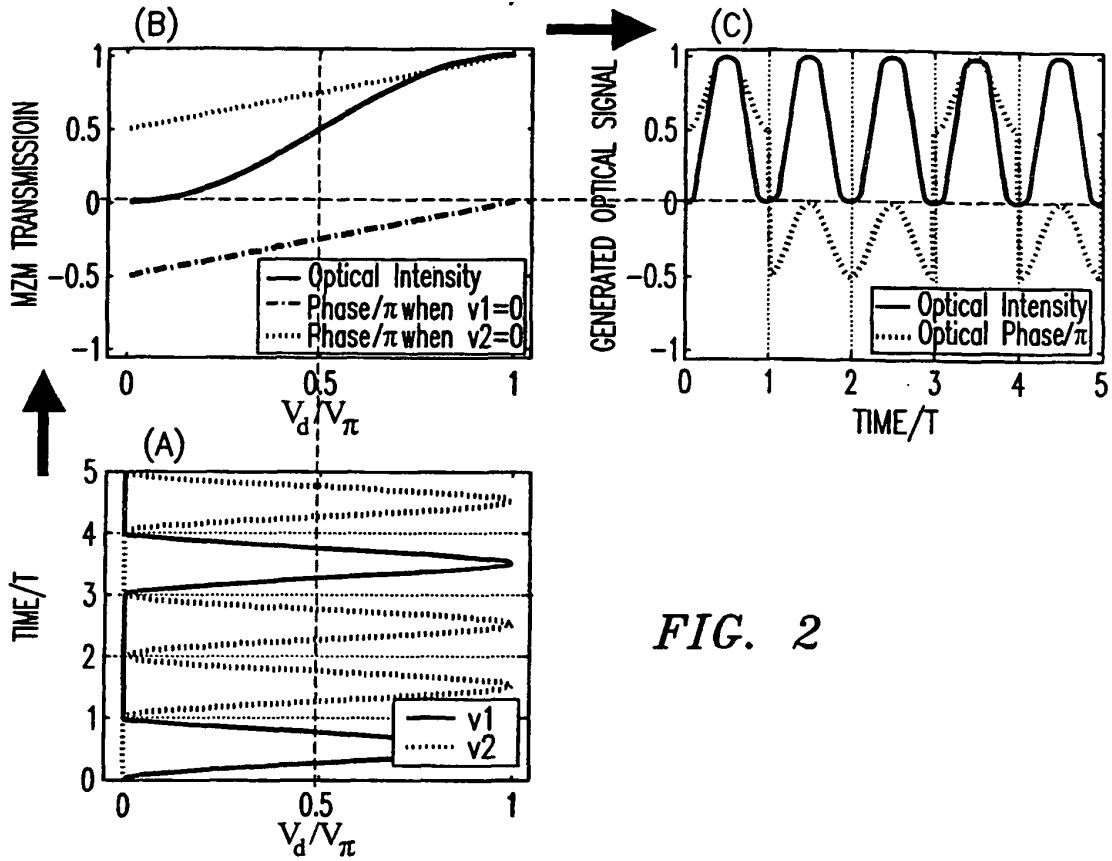 (B)
MZM TRANSMISSIOIN
1
0.5
0
−0.5
−1
Optical Intensity
Phase/π when v1=0
Phase/π when v2=0
0
0.5
1
Vd/Vπ
(C)
GENERATED OPTICAL SIGNAL
1
0.5
0
−0.5
−1
Optical Intensity
Optical Phase/π
0
1
2
3
4
5
TIME/T
(A)
TIME/T
5
4
3
2
1
0
v1
v2
0
0.5
1
Vd/Vπ
FIG. 2